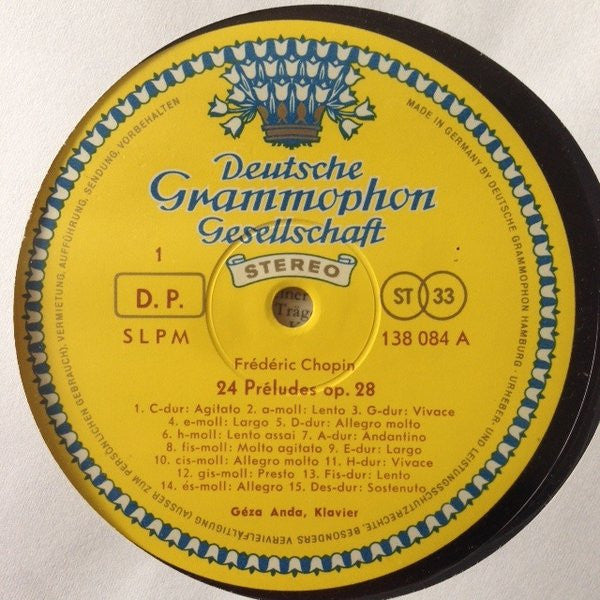 Deutsche
Grammophon
Gesellschaft
STEREO
1
D. P.
SLPM
ST 33
138 084 A
Träg
Frédéric Chopin
24 Préludes op. 28
1. C-dur: Agitato 2. a-moll: Lento 3. G-dur: Vivace
4. e-moll: Largo 5. D-dur: Allegro molto
6. h-moll: Lento assai 7. A-dur: Andantino
8. fis-moll: Molto agitato 9. E-dur: Largo
10. cis-moll: Allegro molto 11. H-dur: Vivace
12. gis-moll: Presto 13. Fis-dur: Lento
14. és-moll: Allegro 15. Des-dur: Sostenuto
Géza Anda, Klavier
MADE IN GERMANY BY DEUTSCHE GRAMMOPHON HAMBURG · URHEBER- UND LEISTUNGSSCHUTZRECHTE, BESONDERS VERVIELFÄLTIGUNG (AUSSER ZUM PERSÖNLICHEN GEBRAUCH), VERMIETUNG, AUFFÜHRUNG, SENDUNG, VORBEHALTEN